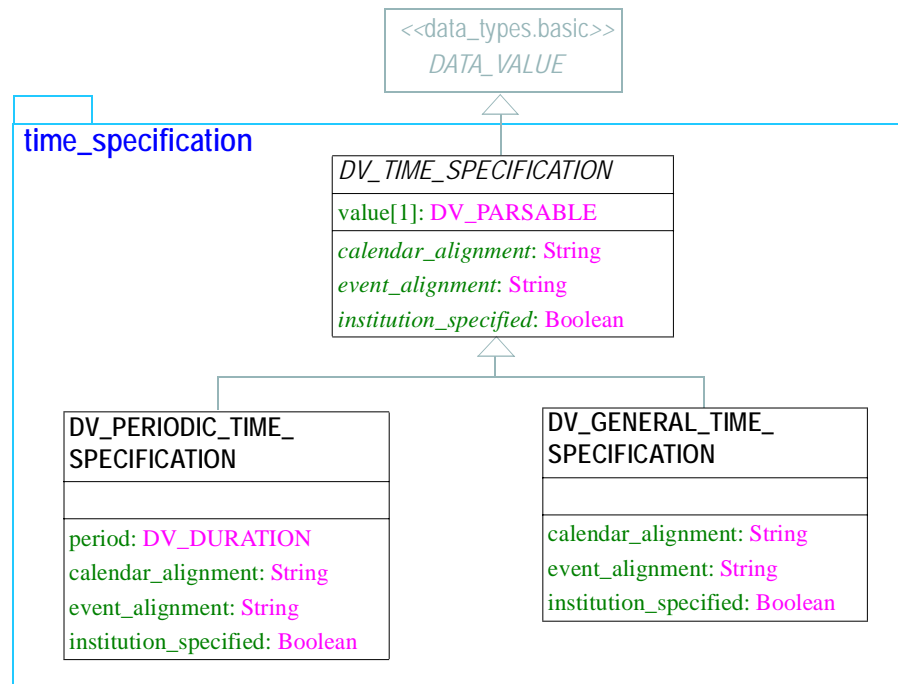 <<data_types.basic>>
DATA_VALUE
time_specification
DV_TIME_SPECIFICATION
value[1]: DV_PARSABLE
calendar_alignment: String
event_alignment: String
institution_specified: Boolean
DV_PERIODIC_TIME_
SPECIFICATION
period: DV_DURATION
calendar_alignment: String
event_alignment: String
institution_specified: Boolean
DV_GENERAL_TIME_
SPECIFICATION
calendar_alignment: String
event_alignment: String
institution_specified: Boolean